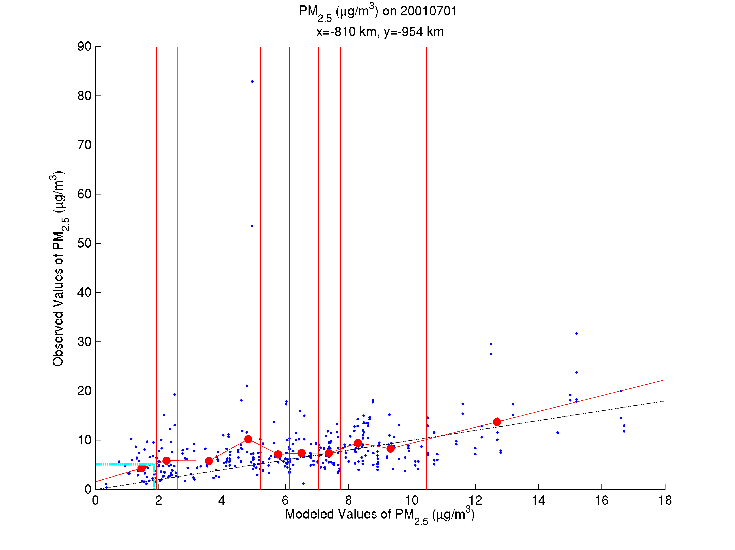 PM2.5 (μg/m3) on 20010701
x=-810 km, y=-954 km
90
80
70
60
50
40
30
20
10
0
Observed Values of PM2.5 (μg/m3)
0 2 4 6 8 10 12 14 16 18
Modeled Values of PM2.5 (μg/m3)